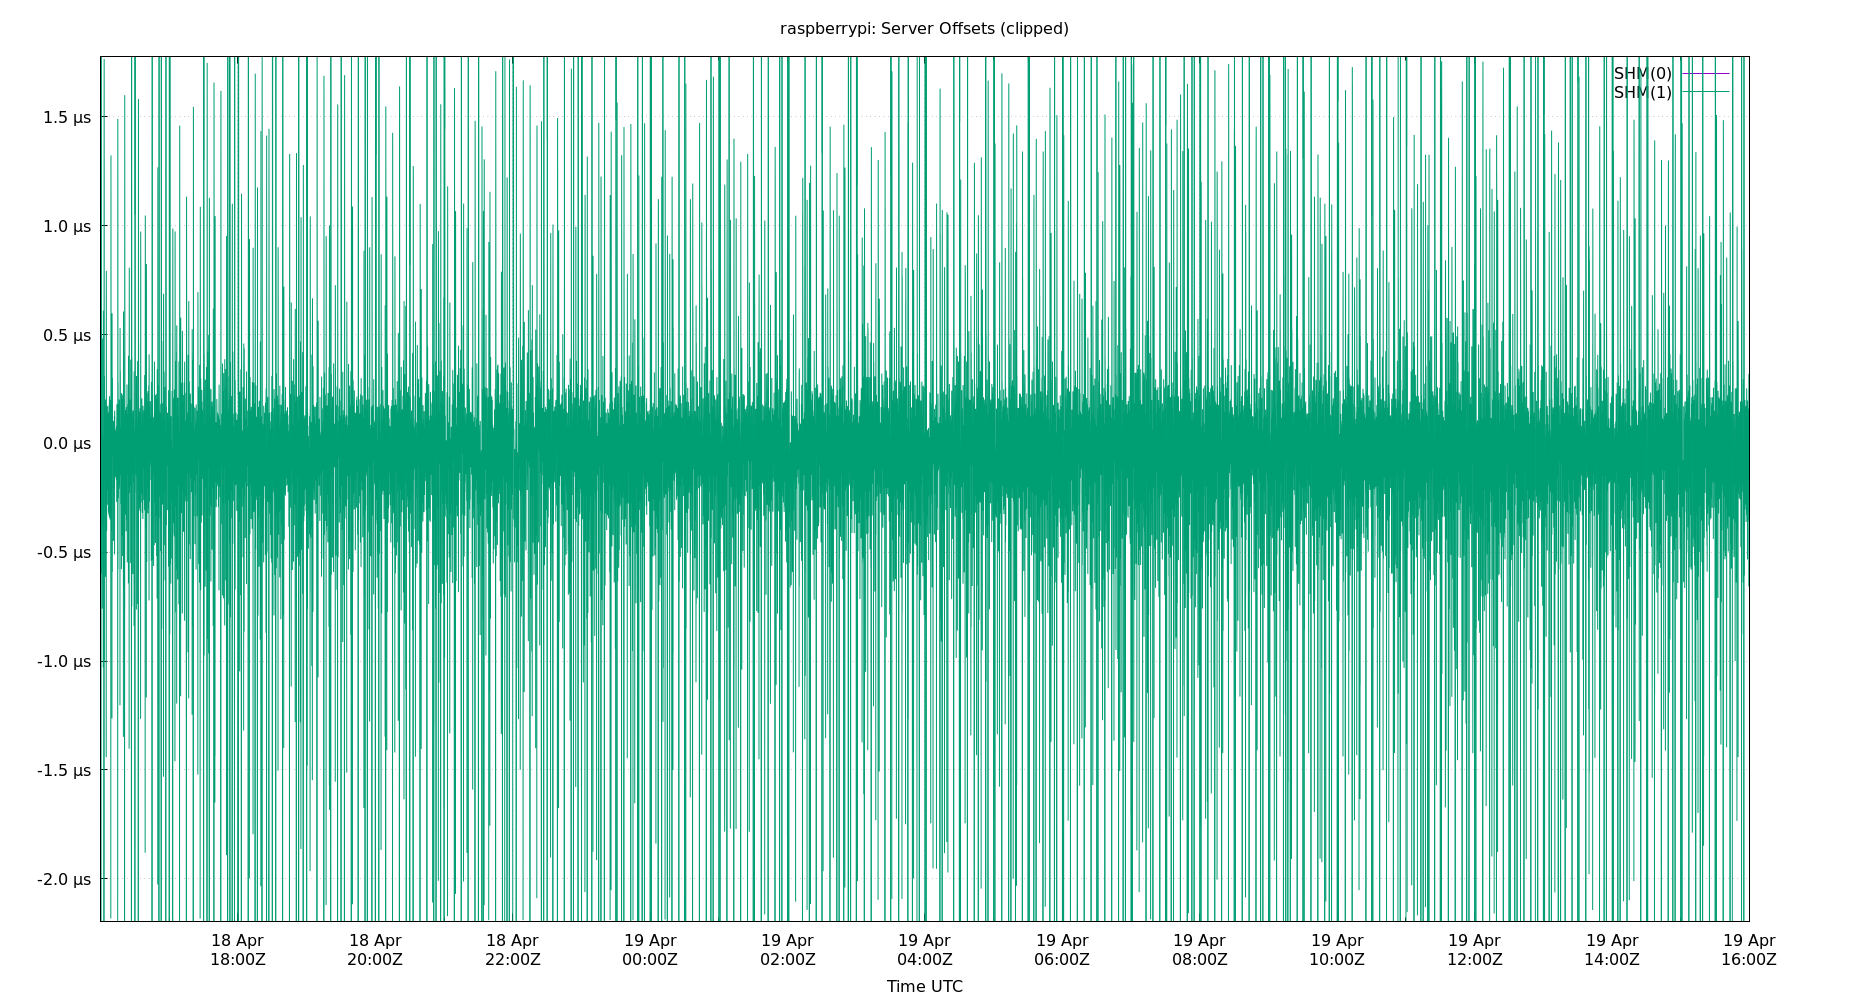 raspberrypi: Server Offsets (clipped)
SHM(0)
SHM(1)
1.5 µs
1.0 µs
0.5 µs
0.0 µs
-0.5 µs
-1.0 µs
-1.5 µs
-2.0 µs
18 Apr 18 Apr 18 Apr 19 Apr 19 Apr 19 Apr 19 Apr 19 Apr 19 Apr 19 Apr 19 Apr 19 Apr
18:00Z 20:00Z 22:00Z 00:00Z 02:00Z 04:00Z 06:00Z 08:00Z 10:00Z 12:00Z 14:00Z 16:00Z
Time UTC